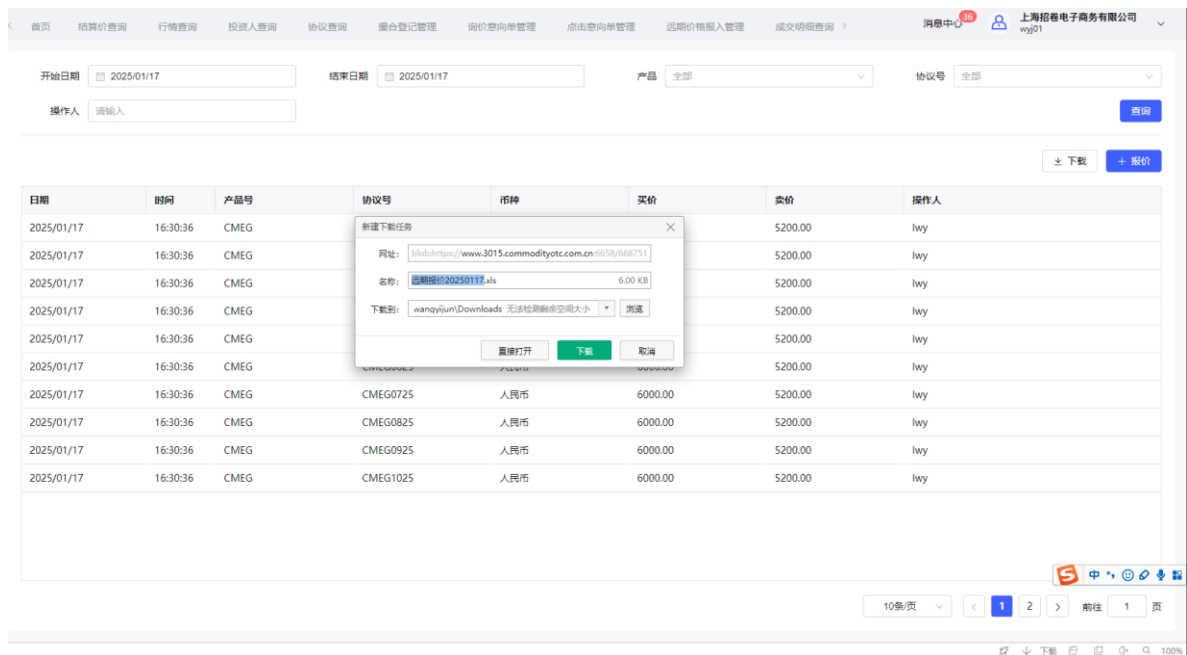 首页 结算价查询 行情查询 投资人查询 协议查询 撮合登记管理 询价意向单管理 点击意向单管理 远期价格报入管理 成交明细查询 消息中心 36 上海招卷电子商务有限公司
wyj01
开始日期 2025/01/17 结束日期 2025/01/17 产品 全部 协议号 全部
操作人 请输入 查询
下载 + 报价
日期 时间 产品号 协议号 币种 买价 卖价 操作人
2025/01/17 16:30:36 CMEG 5200.00 lwy
2025/01/17 16:30:36 CMEG 5200.00 lwy
2025/01/17 16:30:36 CMEG 5200.00 lwy
2025/01/17 16:30:36 CMEG 5200.00 lwy
2025/01/17 16:30:36 CMEG 5200.00 lwy
2025/01/17 16:30:36 CMEG 5200.00 lwy
2025/01/17 16:30:36 CMEG CMEG0725 人民币 6000.00 5200.00 lwy
2025/01/17 16:30:36 CMEG CMEG0825 人民币 6000.00 5200.00 lwy
2025/01/17 16:30:36 CMEG CMEG0925 人民币 6000.00 5200.00 lwy
2025/01/17 16:30:36 CMEG CMEG1025 人民币 6000.00 5200.00 lwy
新建下载任务
网址: blob:https://www.3015.commodityotc.com.cn:6658/668751
名称: 远期报价20250117.xls 6.00 KB
下载到: wangyijun\Downloads 无法检测剩余空间大小 浏览
直接打开 下载 取消
中
10条/页 1 2 前往 1 页
下载 100%